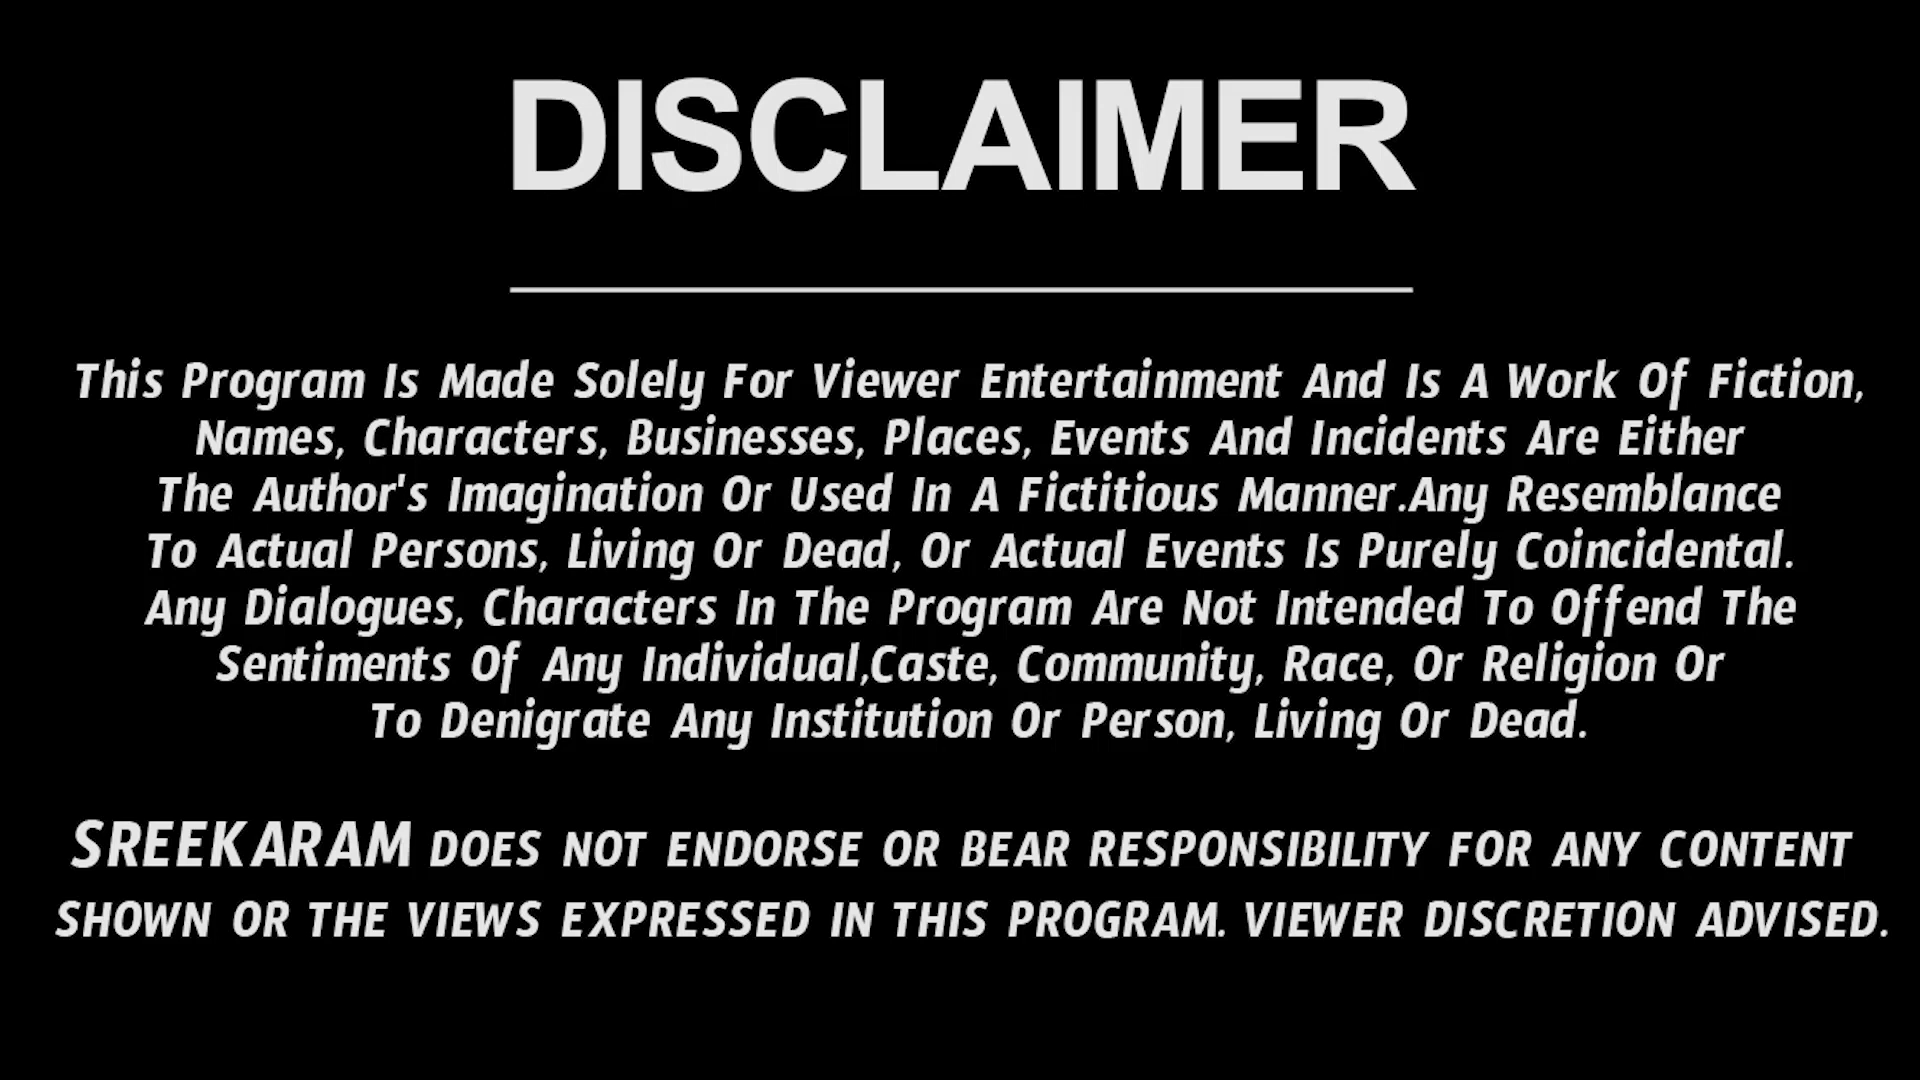 DISCLAIMER
This Program Is Made Solely For Viewer Entertainment And Is A Work Of Fiction,
Names, Characters, Businesses, Places, Events And Incidents Are Either
The Author's Imagination Or Used In A Fictitious Manner.Any Resemblance
To Actual Persons, Living Or Dead, Or Actual Events Is Purely Coincidental.
Any Dialogues, Characters In The Program Are Not Intended To Offend The
Sentiments Of Any Individual,Caste, Community, Race, Or Religion Or
To Denigrate Any Institution Or Person, Living Or Dead.
SREEKARAM DOES NOT ENDORSE OR BEAR RESPONSIBILITY FOR ANY CONTENT
SHOWN OR THE VIEWS EXPRESSED IN THIS PROGRAM. VIEWER DISCRETION ADVISED.